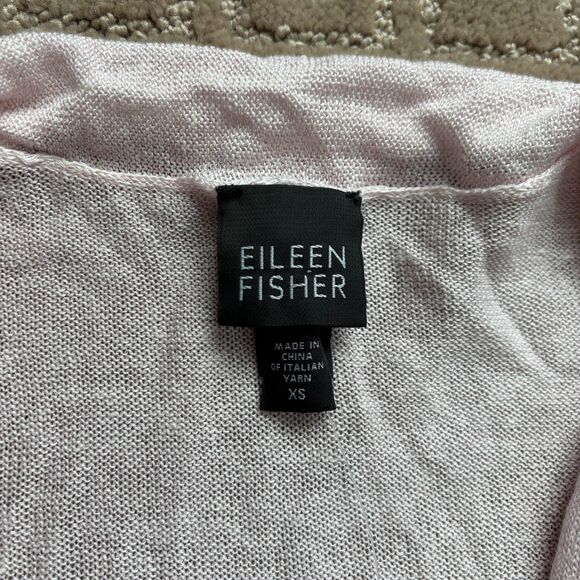 EILEEN
FISHER
MADE IN
CHINA
OF ITALIAN
YARN
XS